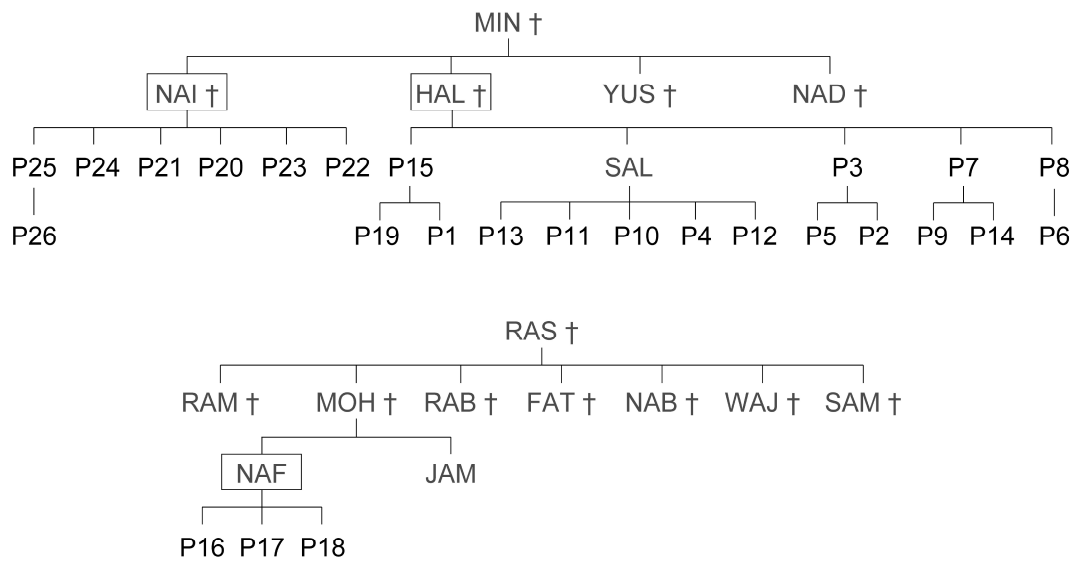 MIN †
NAI † HAL † YUS † NAD †
P25 P24 P21 P20 P23 P22 P15 SAL P3 P7 P8
P26 P19 P1 P13 P11 P10 P4 P12 P5 P2 P9 P14 P6
RAS †
RAM † MOH † RAB † FAT † NAB † WAJ † SAM †
NAF JAM
P16 P17 P18